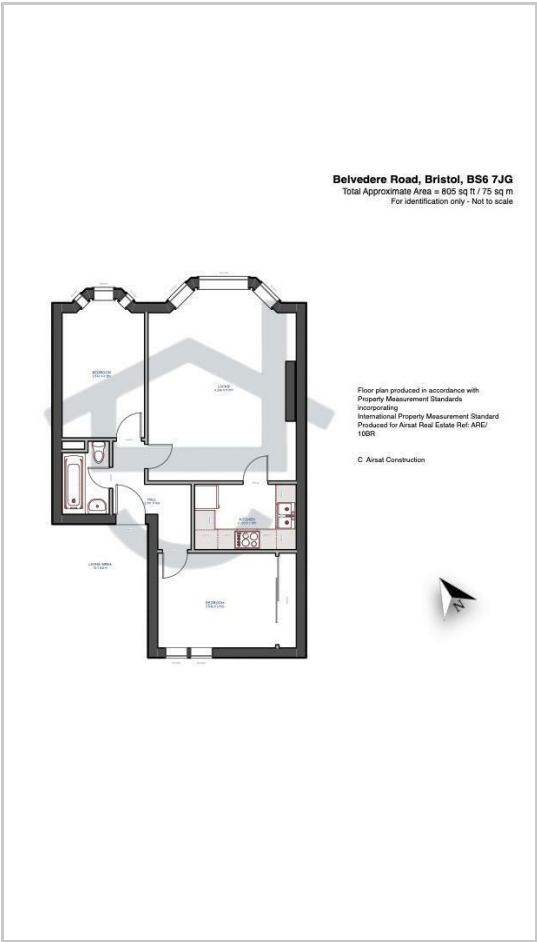 Belvedere Road, Bristol, BS6 7JG
Total Approximate Area = 805 sq ft / 75 sq m
For identification only - Not to scale
BEDROOM
LIVING
Floor plan produced in accordance with
Property Measurement Standards
incorporating
International Property Measurement Standard
Produced for Airsat Real Estate Ref: ARE/
10BR
C Airsat Construction
HALL
KITCHEN
LIVING AREA
BEDROOM
N